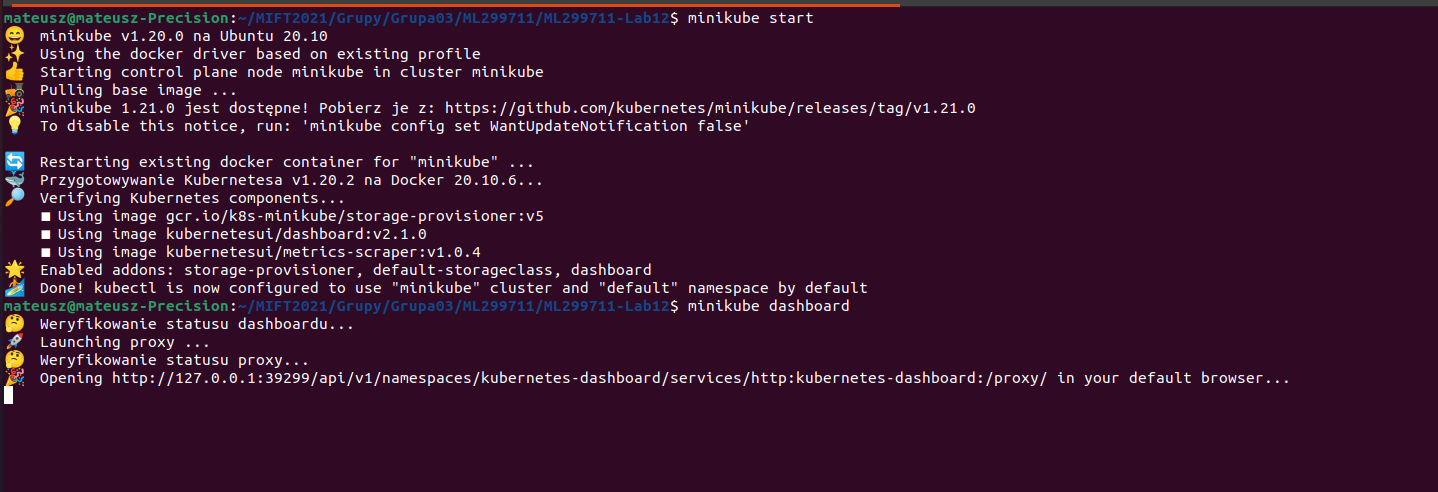 mateusz@mateusz-Precision:~/MIFT2021/Grupy/Grupa03/ML299711/ML299711-Lab12$ minikube start
😄 minikube v1.20.0 na Ubuntu 20.10
✨ Using the docker driver based on existing profile
👍 Starting control plane node minikube in cluster minikube
🚜 Pulling base image ...
🎉 minikube 1.21.0 jest dostępne! Pobierz je z: https://github.com/kubernetes/minikube/releases/tag/v1.21.0
💡 To disable this notice, run: 'minikube config set WantUpdateNotification false'
🔄 Restarting existing docker container for "minikube" ...
🐳 Przygotowywanie Kubernetesa v1.20.2 na Docker 20.10.6...
🔎 Verifying Kubernetes components...
▪ Using image gcr.io/k8s-minikube/storage-provisioner:v5
▪ Using image kubernetesui/dashboard:v2.1.0
▪ Using image kubernetesui/metrics-scraper:v1.0.4
🌟 Enabled addons: storage-provisioner, default-storageclass, dashboard
🏄 Done! kubectl is now configured to use "minikube" cluster and "default" namespace by default
mateusz@mateusz-Precision:~/MIFT2021/Grupy/Grupa03/ML299711/ML299711-Lab12$ minikube dashboard
🤔 Weryfikowanie statusu dashboardu...
🚀 Launching proxy ...
🤔 Weryfikowanie statusu proxy...
🎉 Opening http://127.0.0.1:39299/api/v1/namespaces/kubernetes-dashboard/services/http:kubernetes-dashboard:/proxy/ in your default browser...